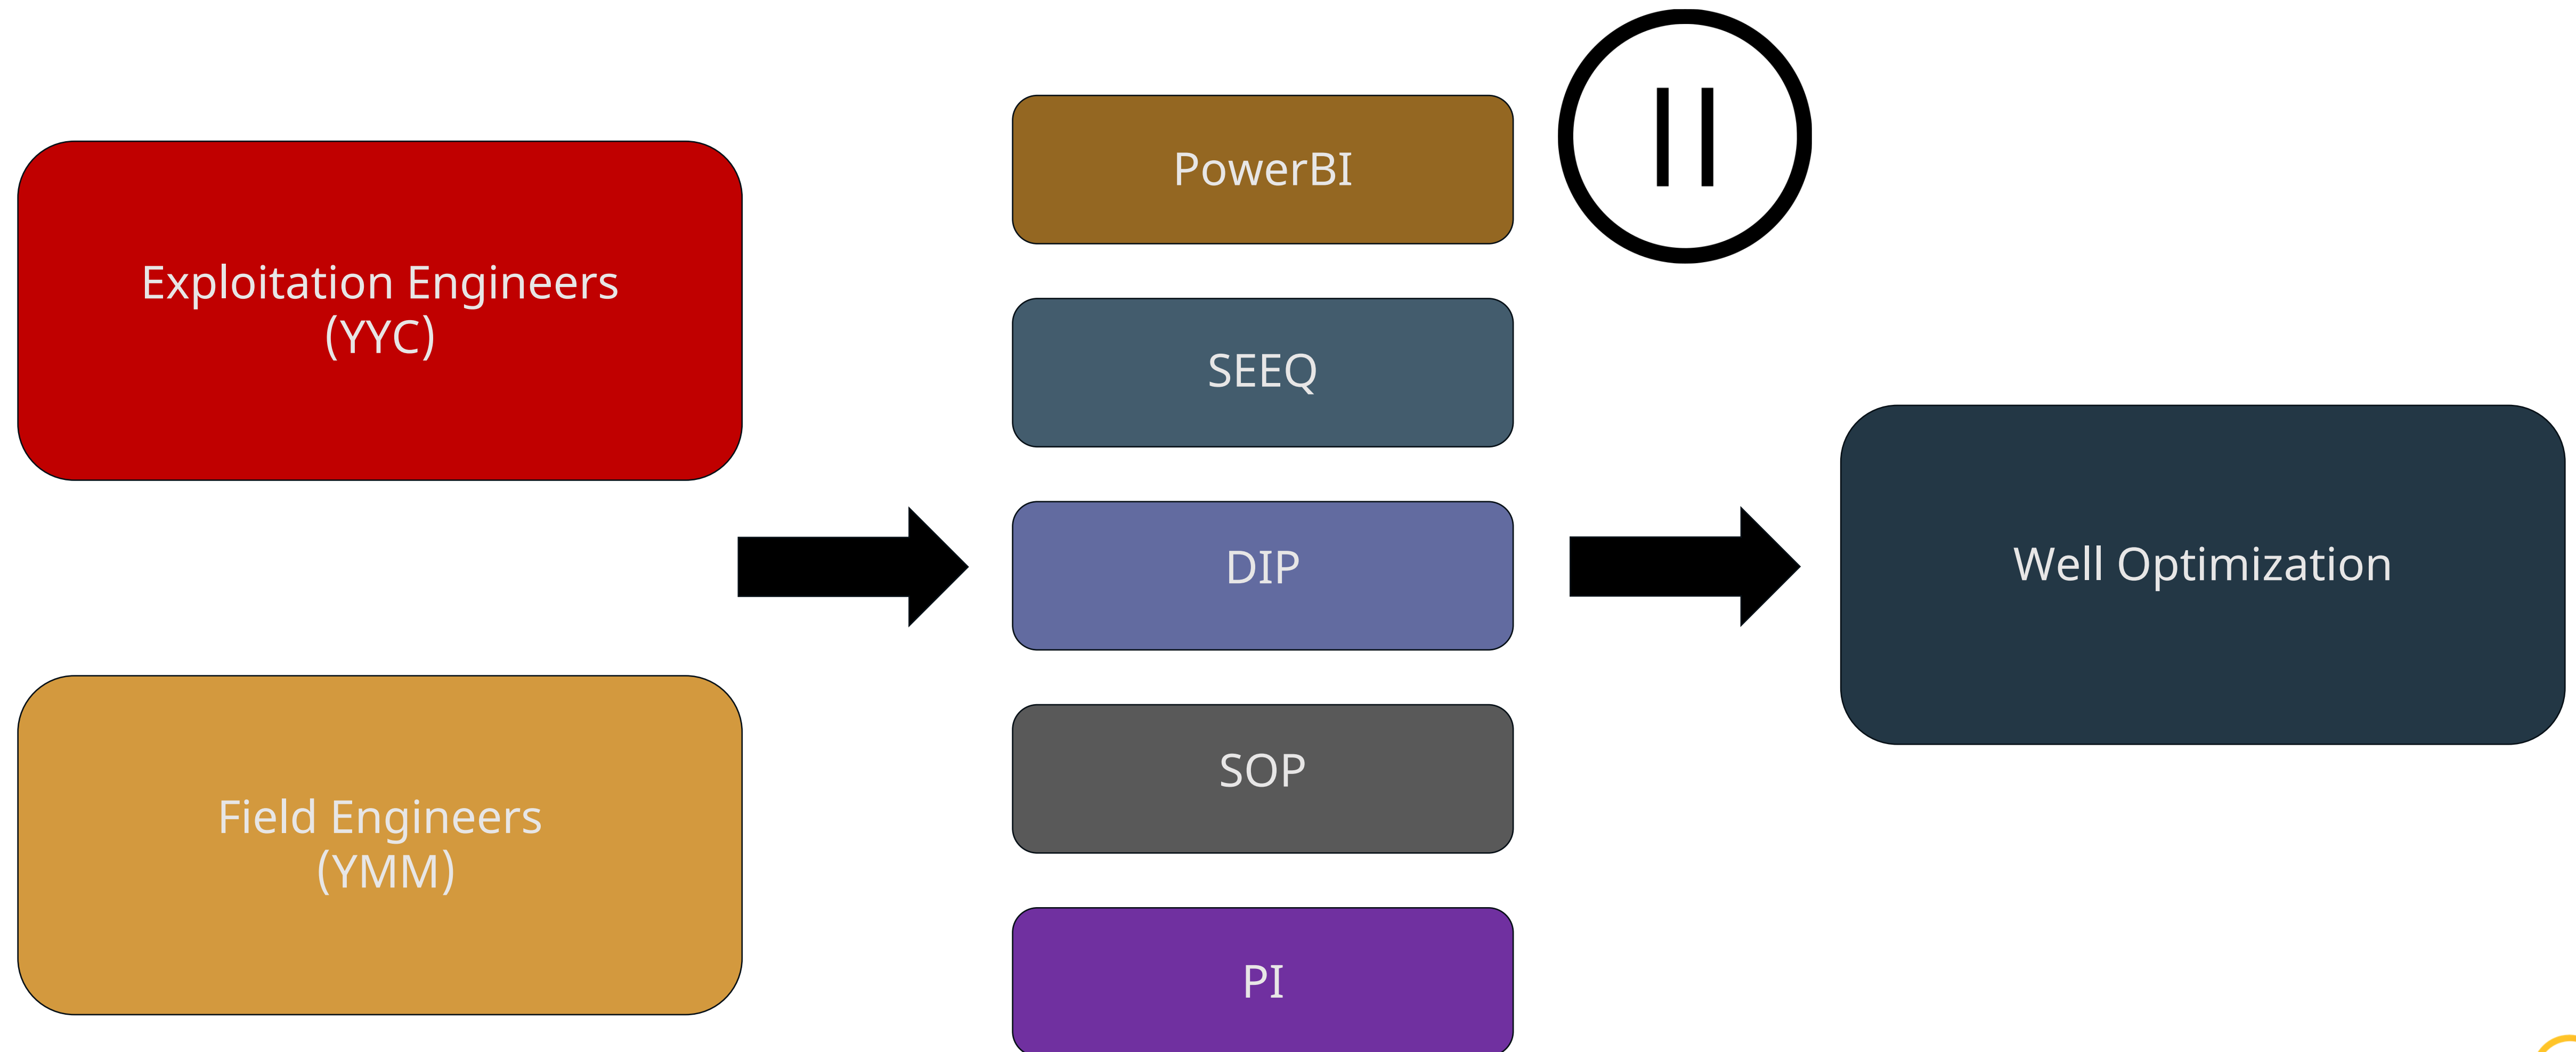 Exploitation Engineers
(YYC)
Field Engineers
(YMM)
PowerBI
SEEQ
DIP
SOP
PI
Well Optimization